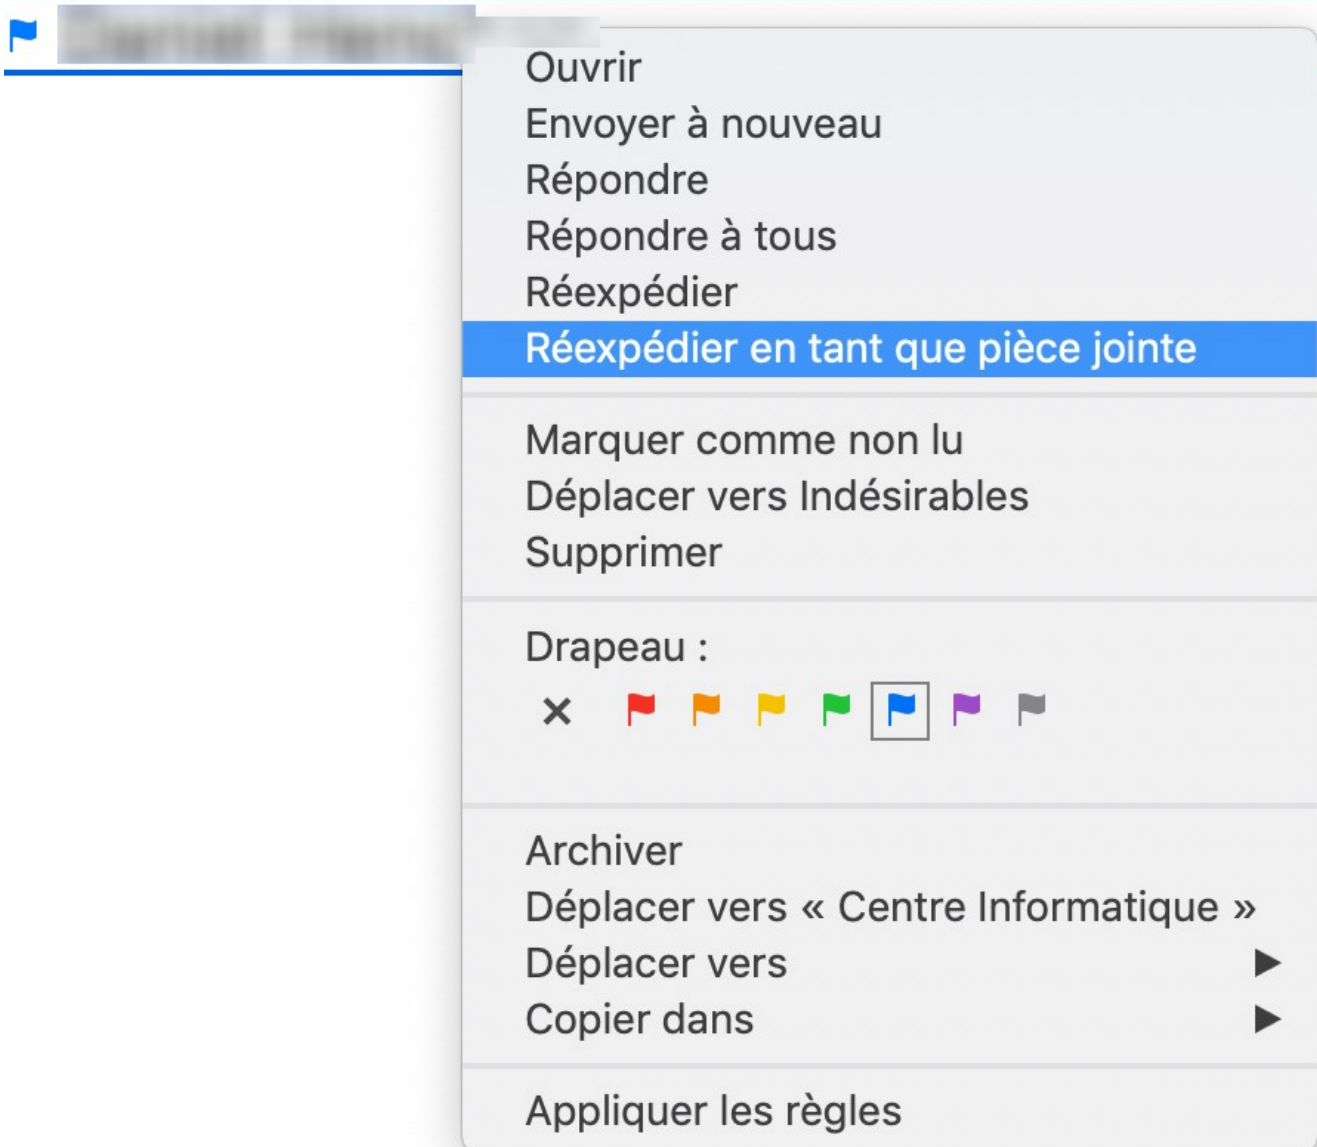 Ouvrir
Envoyer à nouveau
Répondre
Répondre à tous
Réexpédier
Réexpédier en tant que pièce jointe
Marquer comme non lu
Déplacer vers Indésirables
Supprimer
Drapeau :
Archiver
Déplacer vers « Centre Informatique »
Déplacer vers
Copier dans
Appliquer les règles